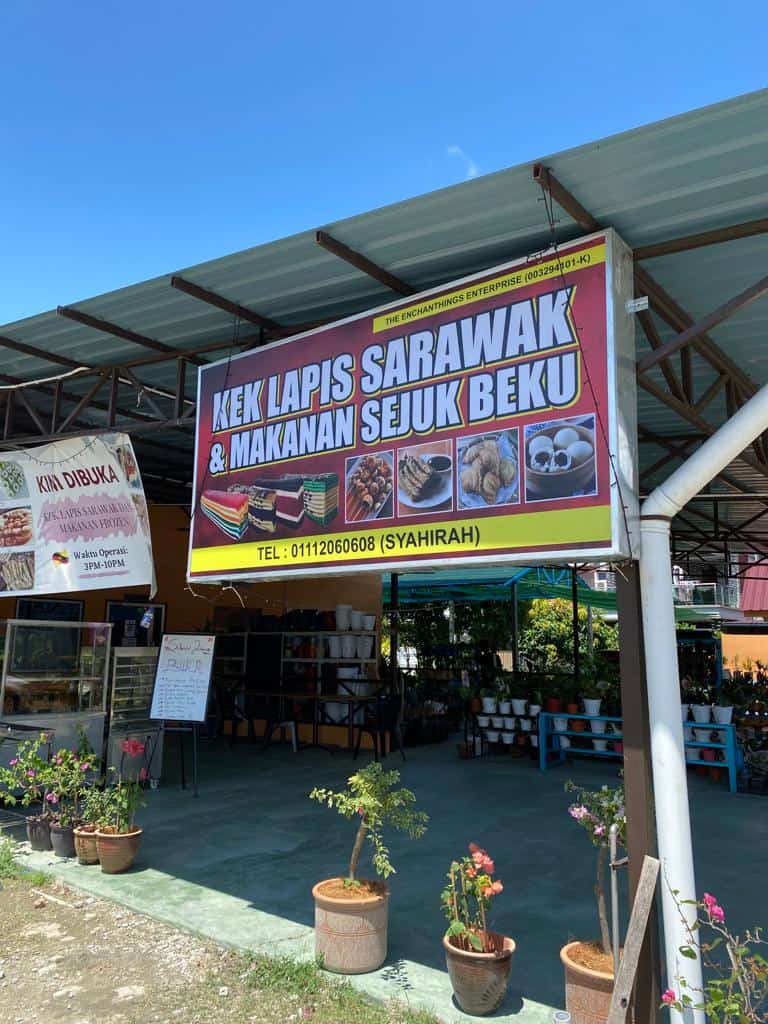 THE ENCHANTHINGS ENTERPRISE (003294101-K)
KEK LAPIS SARAWAK
& MAKANAN SEJUK BEKU
TEL : 01112060608 (SYAHIRAH)
KINI DIBUKA
KEK LAPIS SARAWAK DAN
MAKANAN FROZEN
Waktu Operasi:
3PM-10PM